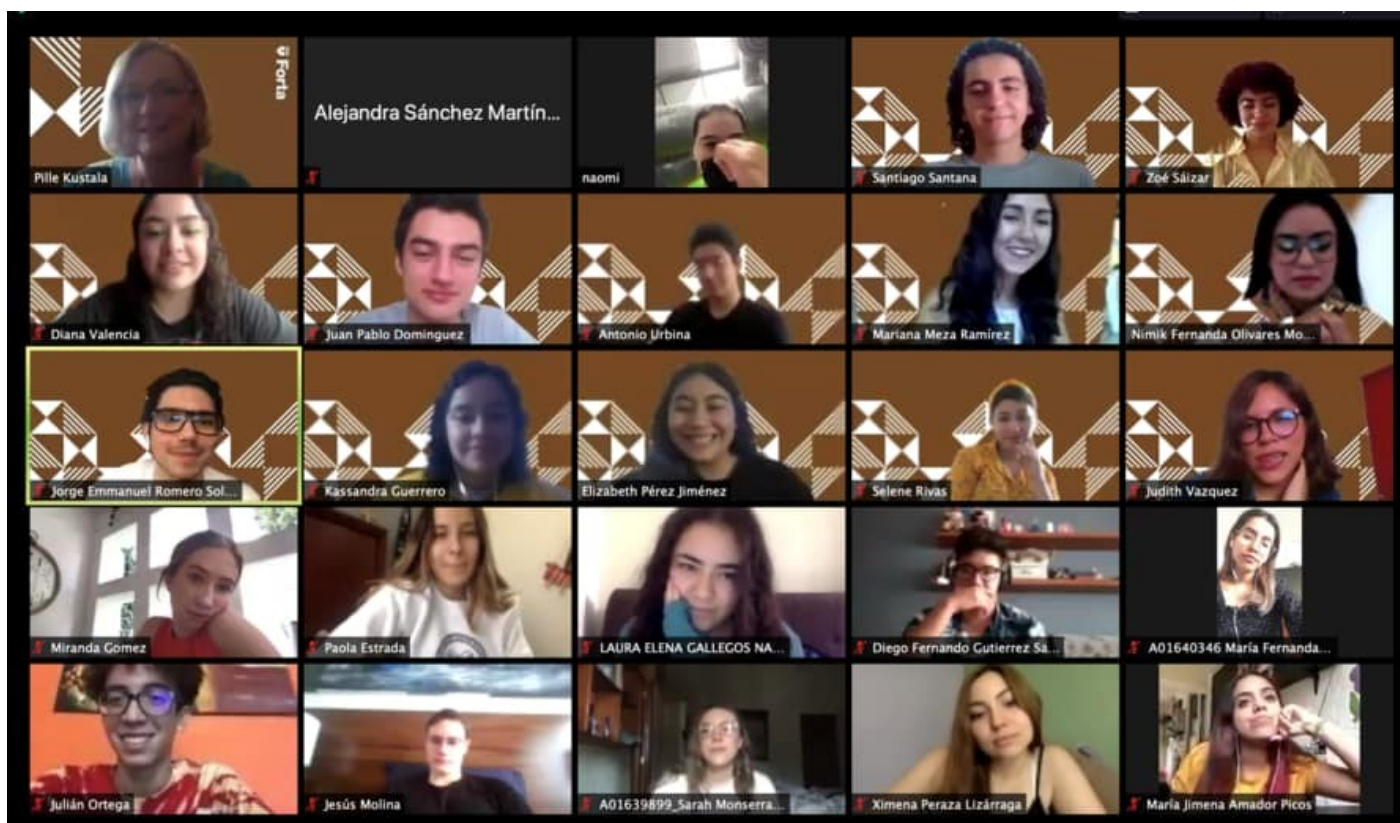 Forta
Pille Kustala
Alejandra Sánchez Martín...
naomi
Santiago Santana
Zoé Sáizar
Diana Valencia
Juan Pablo Dominguez
Antonio Urbina
Mariana Meza Ramírez
Nimik Fernanda Olivares Mo...
Jorge Emmanuel Romero Sol...
Kassandra Guerrero
Elizabeth Pérez Jiménez
Selene Rivas
Judith Vazquez
Miranda Gomez
Paola Estrada
LAURA ELENA GALLEGOS NA...
Diego Fernando Gutierrez Sa...
A01640346 María Fernanda...
Julián Ortega
Jesús Molina
A01639899_Sarah Monserra...
Ximena Peraza Lizárraga
María Jimena Amador Picos